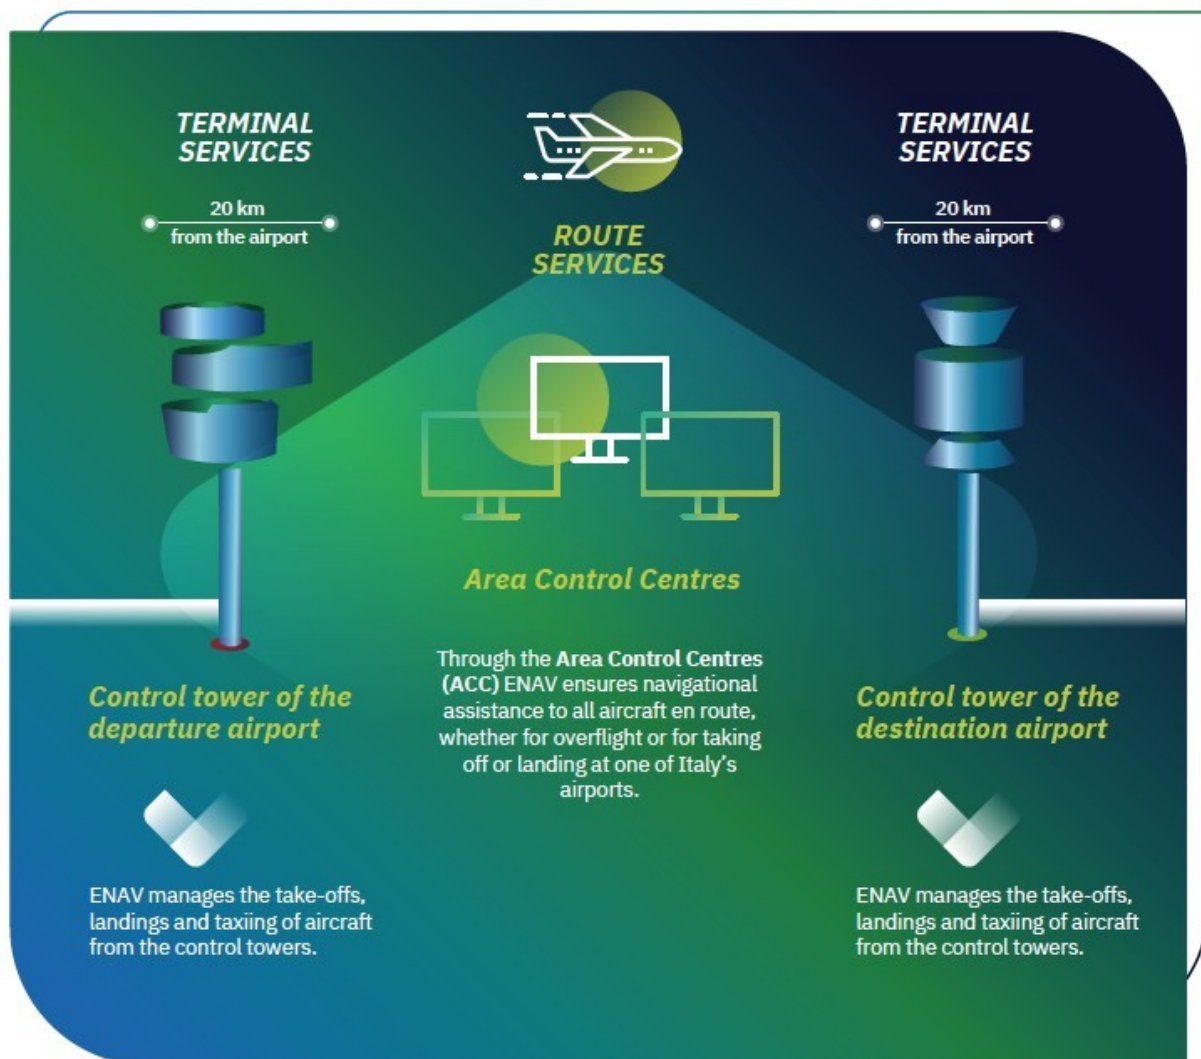 TERMINAL
SERVICES
20 km
from the airport
ROUTE
SERVICES
TERMINAL
SERVICES
20 km
from the airport
Area Control Centres
Through the Area Control Centres
(ACC) ENAV ensures navigational
assistance to all aircraft en route,
whether for overflight or for taking
off or landing at one of Italy's
airports.
Control tower of the
departure airport
ENAV manages the take-offs,
landings and taxiing of aircraft
from the control towers.
Control tower of the
destination airport
ENAV manages the take-offs,
landings and taxiing of aircraft
from the control towers.